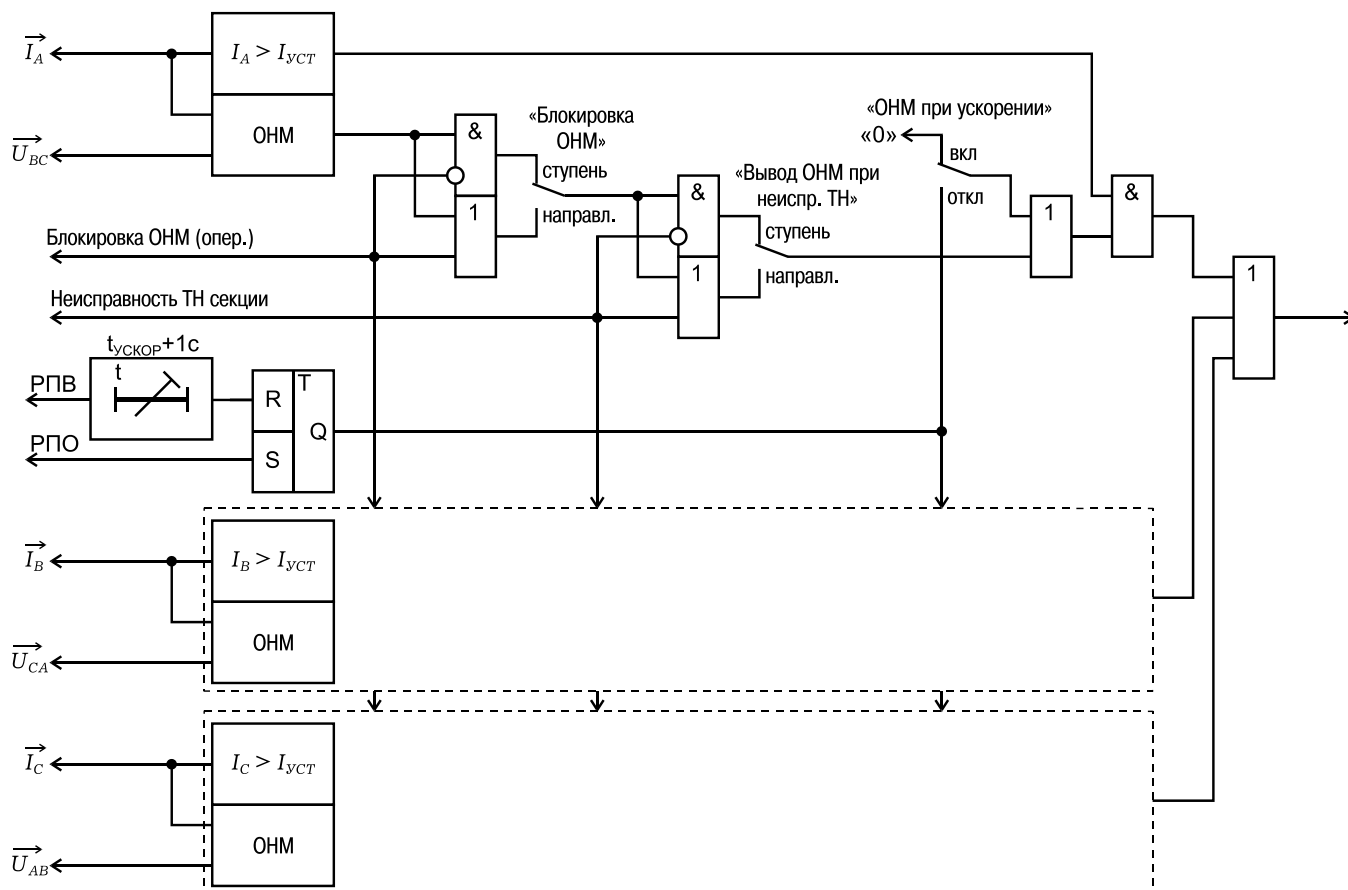 I_A
I_A > I_УСТ
ОНМ
U_BC
&
1
«Блокировка
ОНМ»
ступень
направл.
&
1
«Вывод ОНМ при
неиспр. ТН»
ступень
направл.
«ОНМ при ускорении»
«0»
вкл
откл
1
&
1
Блокировка ОНМ (опер.)
Неисправность ТН секции
t_УСКОР+1с
t
РПВ
РПО
R
S
T
Q
I_B
I_B > I_УСТ
ОНМ
U_CA
I_C
I_C > I_УСТ
ОНМ
U_AB